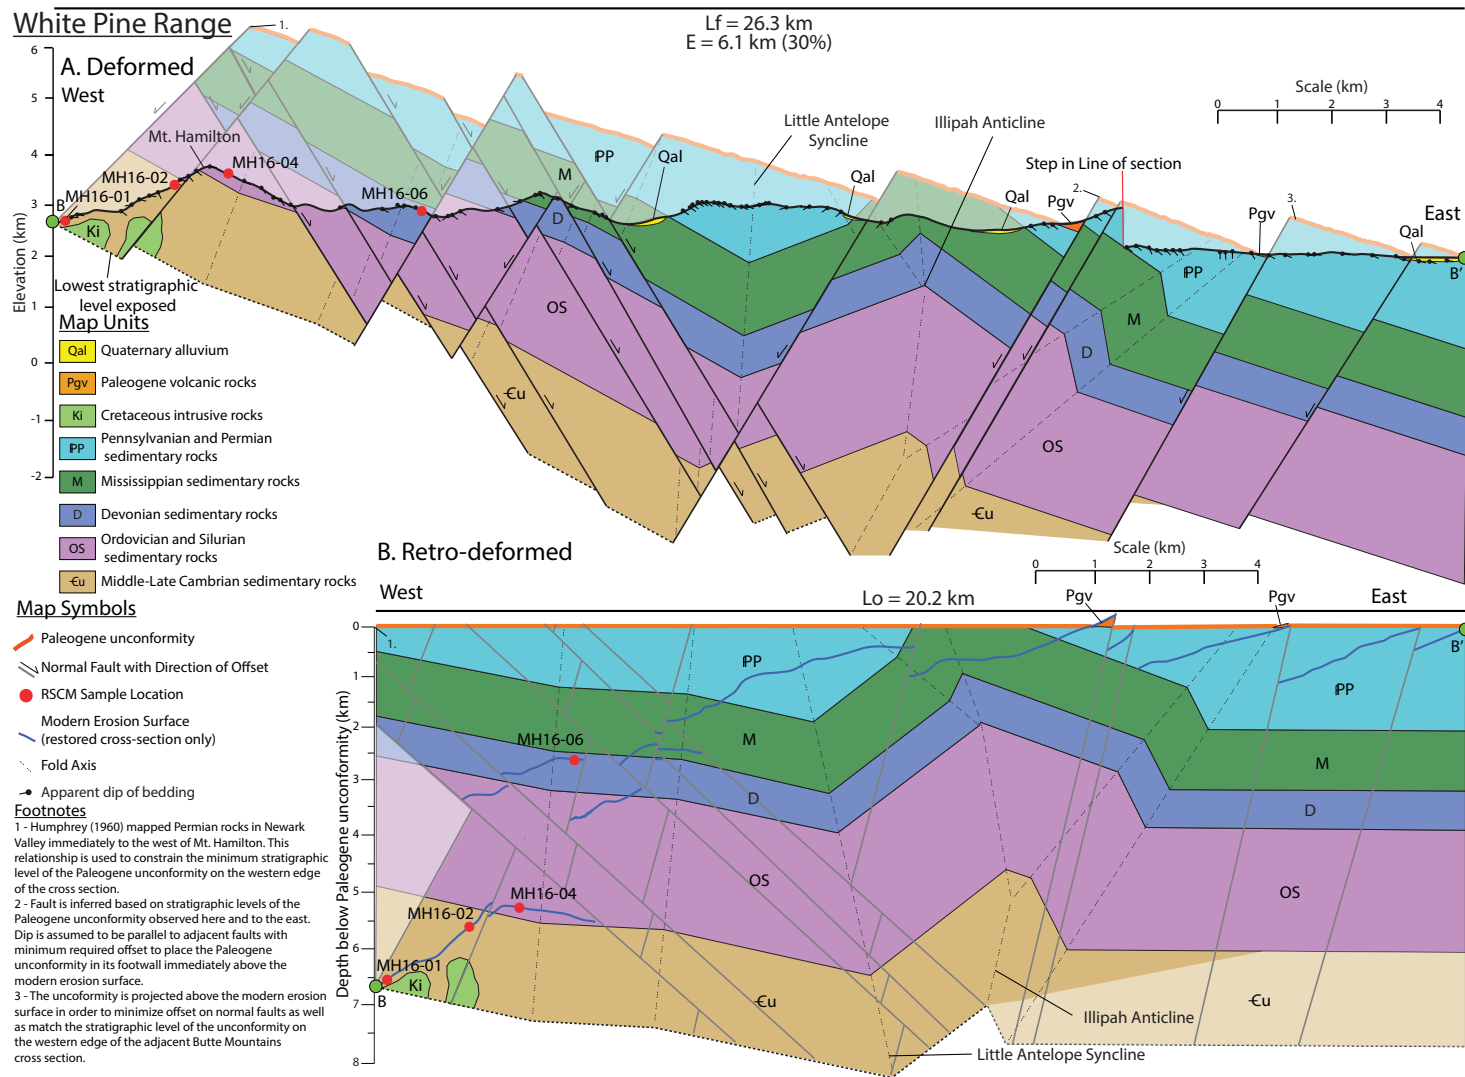 White Pine Range
Lf = 26.3 km
E = 6.1 km (30%)
A. Deformed
West
East
Elevation (km)
6
5
4
3
2
1
0
-1
-2
Scale (km)
0 1 2 3 4
1.
Mt. Hamilton
MH16-04
MH16-02
MH16-01
MH16-06
B
Ki
Lowest stratigraphic
level exposed
Little Antelope
Syncline
Illipah Anticline
Step in Line of section
2.
3.
Qal
Qal
Qal
Qal
Pgv
Pgv
ꟼP
M
D
OS
Ꞓu
ꟼP
M
D
OS
Ꞓu
B'
Map Units
Qal Quaternary alluvium
Pgv Paleogene volcanic rocks
Ki Cretaceous intrusive rocks
ꟼP Pennsylvanian and Permian
sedimentary rocks
M Mississippian sedimentary rocks
D Devonian sedimentary rocks
OS Ordovician and Silurian
sedimentary rocks
Ꞓu Middle-Late Cambrian sedimentary rocks
Map Symbols
Paleogene unconformity
Normal Fault with Direction of Offset
RSCM Sample Location
Modern Erosion Surface
(restored cross-section only)
Fold Axis
Apparent dip of bedding
Footnotes
1 - Humphrey (1960) mapped Permian rocks in Newark
Valley immediately to the west of Mt. Hamilton. This
relationship is used to constrain the minimum stratigraphic
level of the Paleogene unconformity on the western edge
of the cross section.
2 - Fault is inferred based on stratigraphic levels of the
Paleogene unconformity observed here and to the east.
Dip is assumed to be parallel to adjacent faults with
minimum required offset to place the Paleogene
unconformity in its footwall immediately above the
modern erosion surface.
3 - The uncoformity is projected above the modern erosion
surface in order to minimize offset on normal faults as well
as match the stratigraphic level of the unconformity on
the western edge of the adjacent Butte Mountains
cross section.
B. Retro-deformed
West
Lo = 20.2 km
Scale (km)
0 1 2 3 4
East
Depth below Paleogene unconformity (km)
0
1
2
3
4
5
6
7
8
1.
Pgv
Pgv
B'
ꟼP
ꟼP
M
M
D
D
OS
OS
Ꞓu
Ꞓu
MH16-06
MH16-04
MH16-02
MH16-01
Ki
B
Illipah Anticline
Little Antelope Syncline